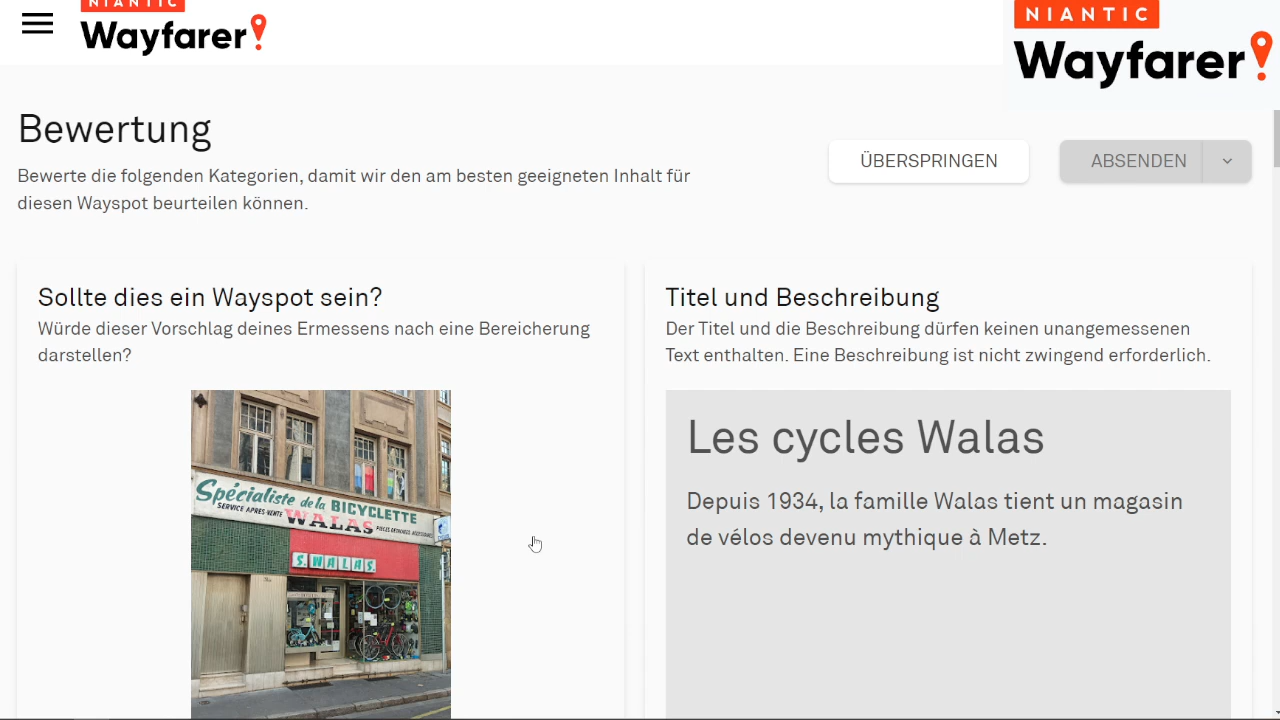 NIANTIC
Wayfarer
NIANTIC
Wayfarer
Bewertung
Bewerte die folgenden Kategorien, damit wir den am besten geeigneten Inhalt für
diesen Wayspot beurteilen können.
ÜBERSPRINGEN
ABSENDEN
Sollte dies ein Wayspot sein?
Würde dieser Vorschlag deines Ermessens nach eine Bereicherung
darstellen?
Spécialiste de la BICYCLETTE
SERVICE APRES-VENTE WALAS
S.WALAS.
Titel und Beschreibung
Der Titel und die Beschreibung dürfen keinen unangemessenen
Text enthalten. Eine Beschreibung ist nicht zwingend erforderlich.
Les cycles Walas
Depuis 1934, la famille Walas tient un magasin
de vélos devenu mythique à Metz.